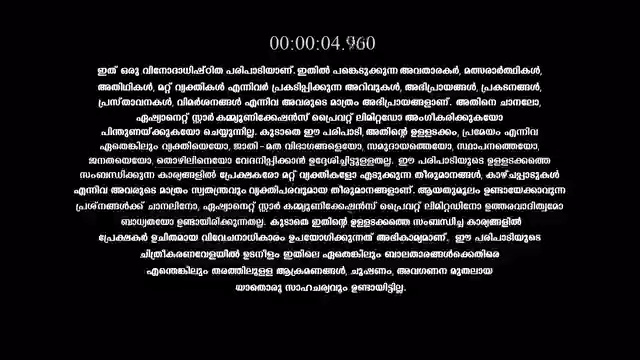 00:00:04.960
ഇത് ഒരു വിനോദാധിഷ്ഠിത പരിപാടിയാണ്. ഇതിൽ പങ്കെടുക്കുന്ന അവതാരകർ, മത്സരാർത്ഥികൾ,
അതിഥികൾ, മറ്റ് വ്യക്തികൾ എന്നിവർ പ്രകടിപ്പിക്കുന്ന അറിവുകൾ, അഭിപ്രായങ്ങൾ, പ്രകടനങ്ങൾ,
പ്രസ്താവനകൾ, വിമർശനങ്ങൾ എന്നിവ അവരുടെ മാത്രം അഭിപ്രായങ്ങളാണ്. അതിനെ ചാനലോ,
ഏഷ്യാനെറ്റ് സ്റ്റാർ കമ്മ്യൂണിക്കേഷൻസ് പ്രൈവറ്റ് ലിമിറ്റഡോ അംഗീകരിക്കുകയോ
പിന്തുണയ്ക്കുകയോ ചെയ്യുന്നില്ല. കൂടാതെ ഈ പരിപാടി, അതിന്റെ ഉള്ളടക്കം, പ്രമേയം എന്നിവ
ഏതെങ്കിലും വ്യക്തിയെയോ, ജാതി-മത വിഭാഗങ്ങളെയോ, സമുദായത്തെയോ, സ്ഥാപനത്തെയോ,
ജനതയെയോ, തൊഴിലിനെയോ വേദനിപ്പിക്കാൻ ഉദ്ദേശിച്ചിട്ടുള്ളതല്ല. ഈ പരിപാടിയുടെ ഉള്ളടക്കത്തെ
സംബന്ധിക്കുന്ന കാര്യങ്ങളിൽ പ്രേക്ഷകരോ മറ്റ് വ്യക്തികളോ എടുക്കുന്ന തീരുമാനങ്ങൾ, കാഴ്ചപ്പാടുകൾ
എന്നിവ അവരുടെ മാത്രം സ്വതന്ത്രവും വ്യക്തിപരവുമായ തീരുമാനങ്ങളാണ്. ആയതുമൂലം ഉണ്ടായേക്കാവുന്ന
പ്രശ്നങ്ങൾക്ക് ചാനലിനോ, ഏഷ്യാനെറ്റ് സ്റ്റാർ കമ്മ്യൂണിക്കേഷൻസ് പ്രൈവറ്റ് ലിമിറ്റഡിനോ ഉത്തരവാദിത്വമോ
ബാധ്യതയോ ഉണ്ടായിരിക്കുന്നതല്ല. കൂടാതെ ഇതിന്റെ ഉള്ളടക്കത്തെ സംബന്ധിച്ച കാര്യങ്ങളിൽ
പ്രേക്ഷകർ ഉചിതമായ വിവേചനാധികാരം ഉപയോഗിക്കുന്നത് അഭികാമ്യമാണ്. ഈ പരിപാടിയുടെ
ചിത്രീകരണവേളയിൽ ഉടനീളം ഇതിലെ ഏതെങ്കിലും ബാലതാരങ്ങൾക്കെതിരെ
എന്തെങ്കിലും തരത്തിലുള്ള ആക്രമണങ്ങൾ, ചൂഷണം, അവഗണന മുതലായ
യാതൊരു സാഹചര്യവും ഉണ്ടായിട്ടില്ല.